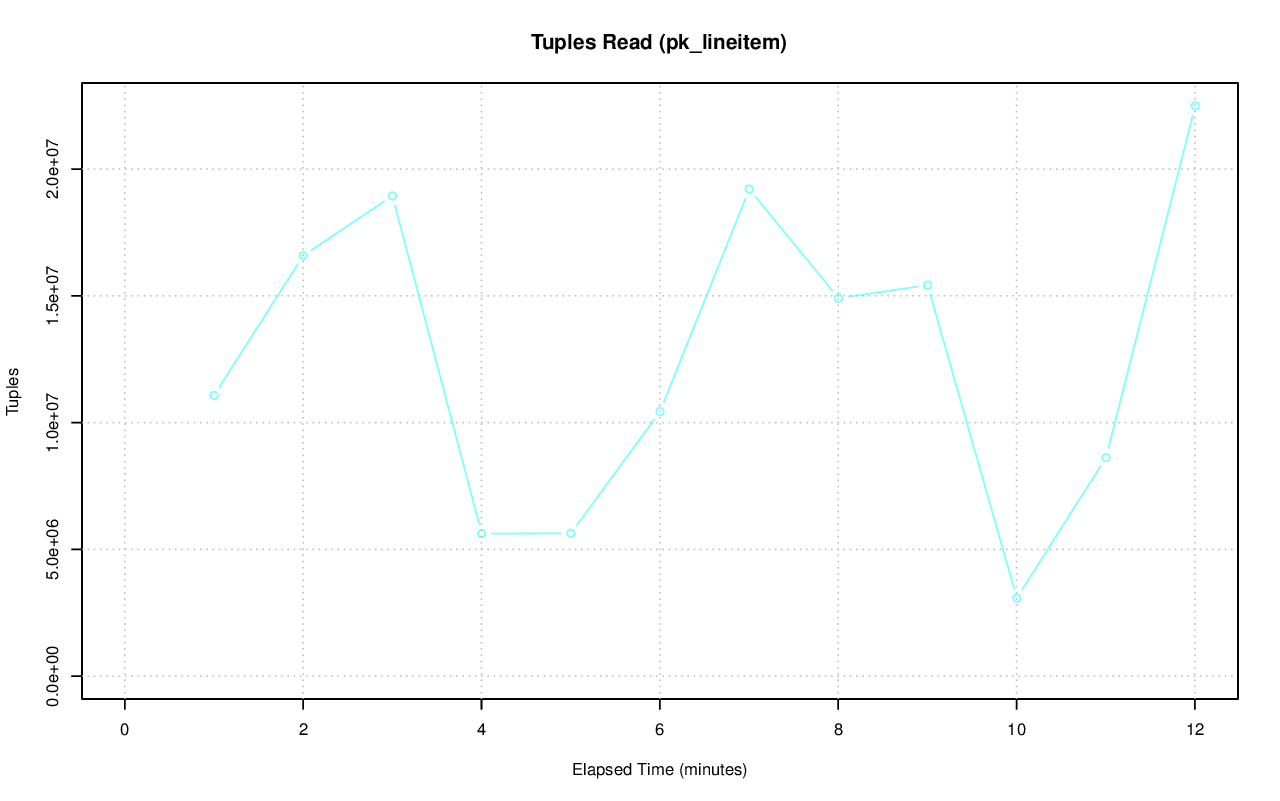 Tuples Read (pk_lineitem)
2.0e+07
1.5e+07
1.0e+07
5.0e+06
0.0e+00
Tuples
0 2 4 6 8 10 12
Elapsed Time (minutes)